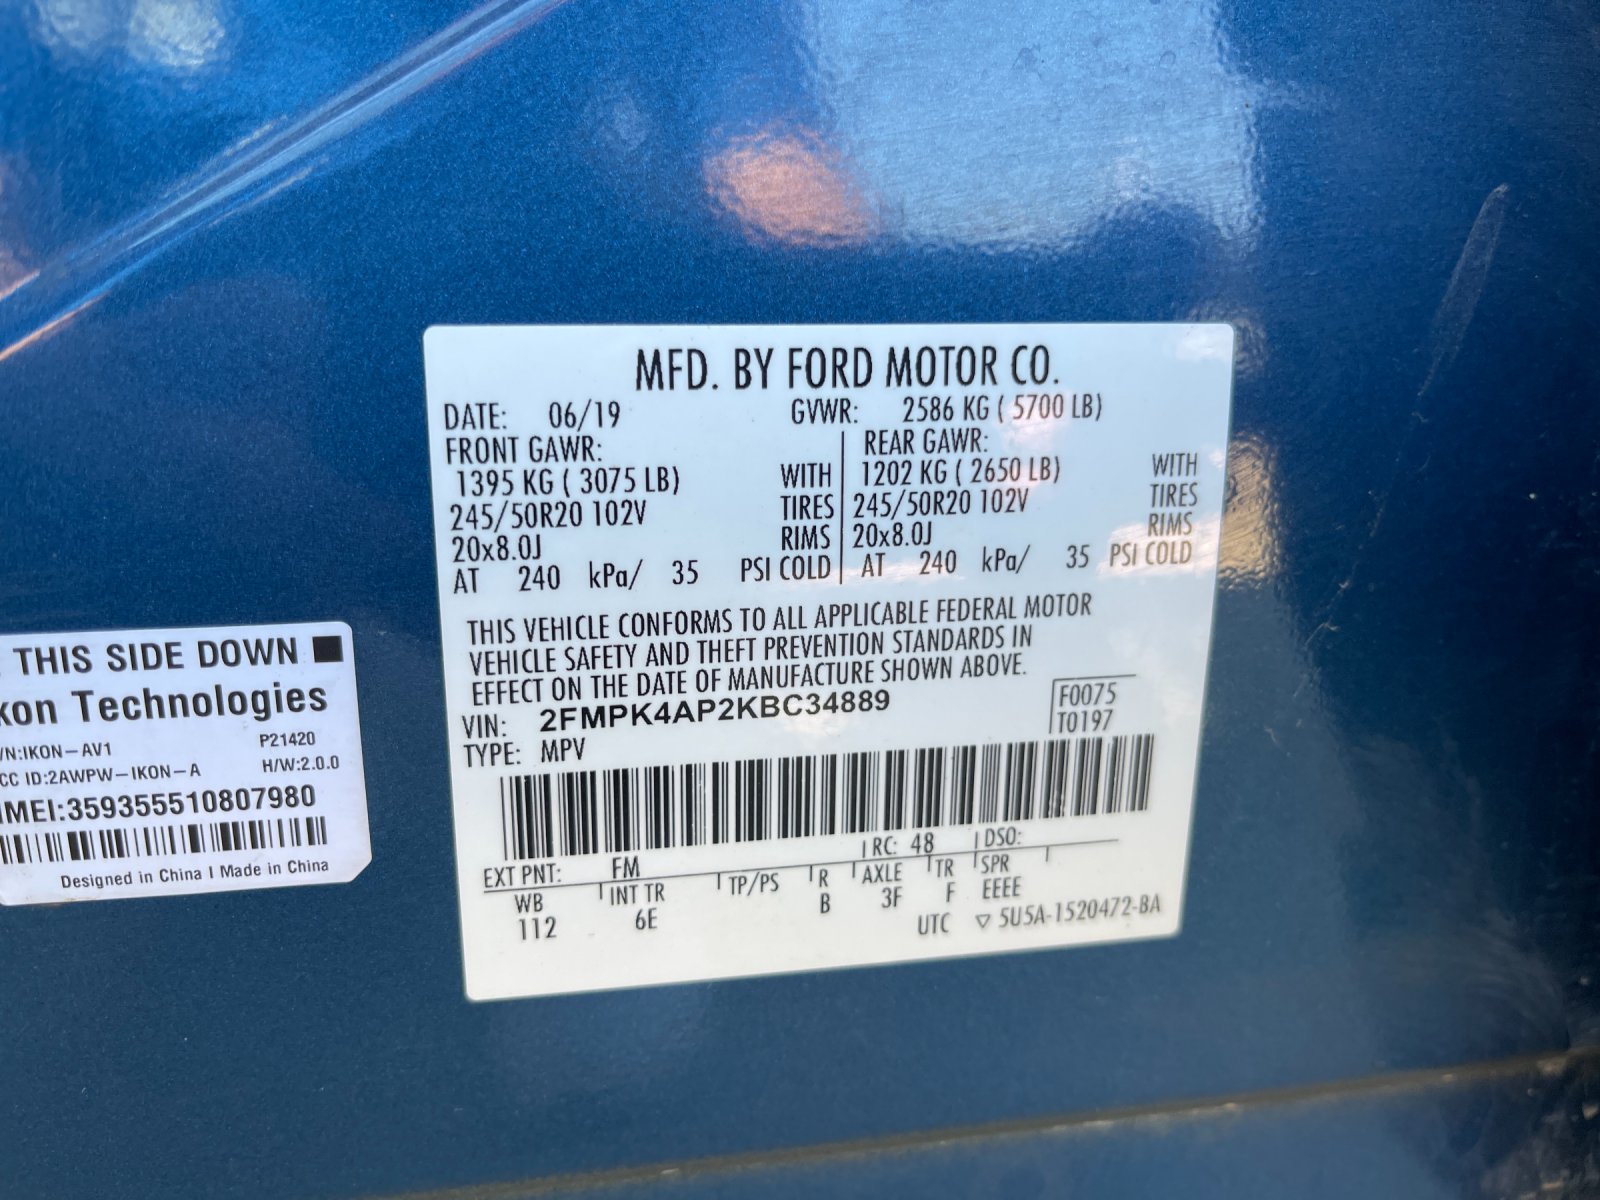 MFD. BY FORD MOTOR CO.
DATE: 06/19 GVWR: 2586 KG ( 5700 LB)
FRONT GAWR: REAR GAWR:
1395 KG ( 3075 LB) WITH 1202 KG ( 2650 LB) WITH
245/50R20 102V TIRES 245/50R20 102V TIRES
20x8.0J RIMS 20x8.0J RIMS
AT 240 kPa/ 35 PSI COLD AT 240 kPa/ 35 PSI COLD
THIS VEHICLE CONFORMS TO ALL APPLICABLE FEDERAL MOTOR
VEHICLE SAFETY AND THEFT PREVENTION STANDARDS IN
EFFECT ON THE DATE OF MANUFACTURE SHOWN ABOVE.
VIN: 2FMPK4AP2KBC34889 F0075
TYPE: MPV T0197
EXT PNT: FM RC: 48 DSO:
WB INT TR TP/PS R AXLE TR SPR
112 6E B 3F F EEEE
UTC ▽ 5U5A-1520472-BA
THIS SIDE DOWN
kon Technologies
/N:IKON-AV1 P21420
CC ID:2AWPW-IKON-A H/W:2.0.0
IMEI:359355510807980
Designed in China I Made in China